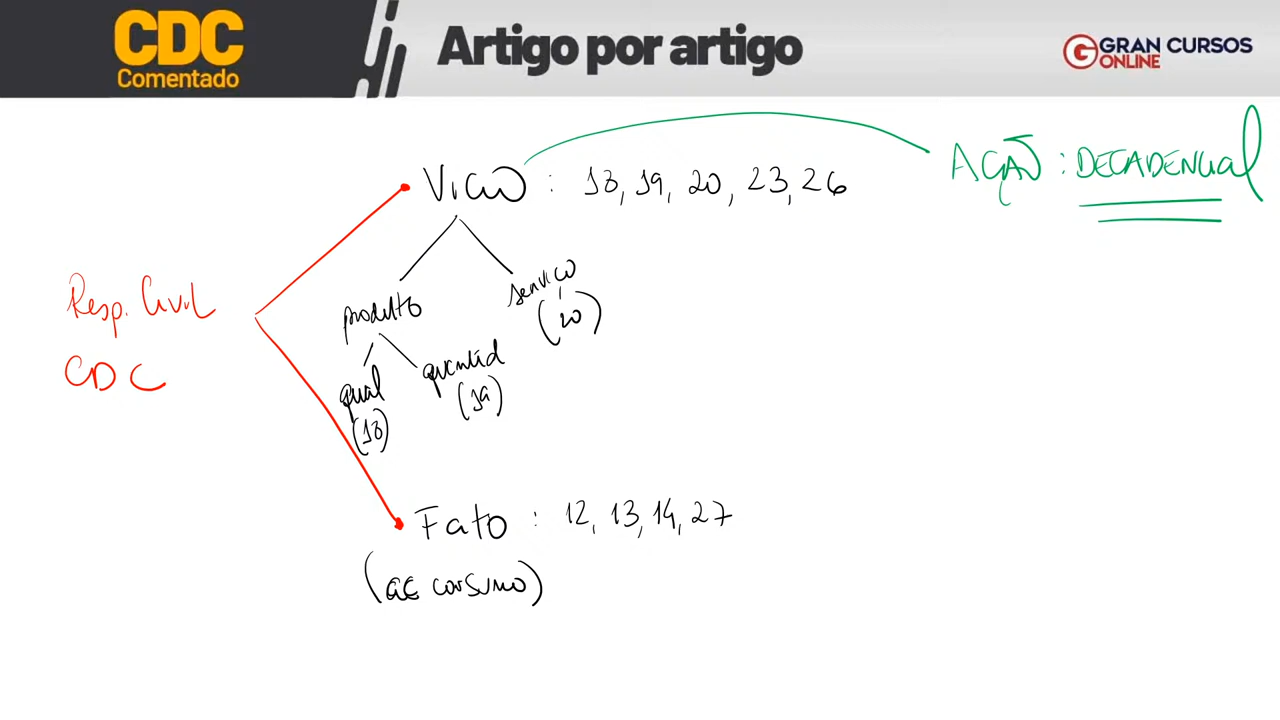 CDC
Comentado
Artigo por artigo
GRAN CURSOS
ONLINE
AÇÃO : DECADENCIAL
VICIO : 18, 19, 20, 23, 26
serviço
(20)
Resp. Civil
CDC
produto
quantid
(19)
qual
(18)
Fato : 12, 13, 14, 27
(AC CONSUMO)